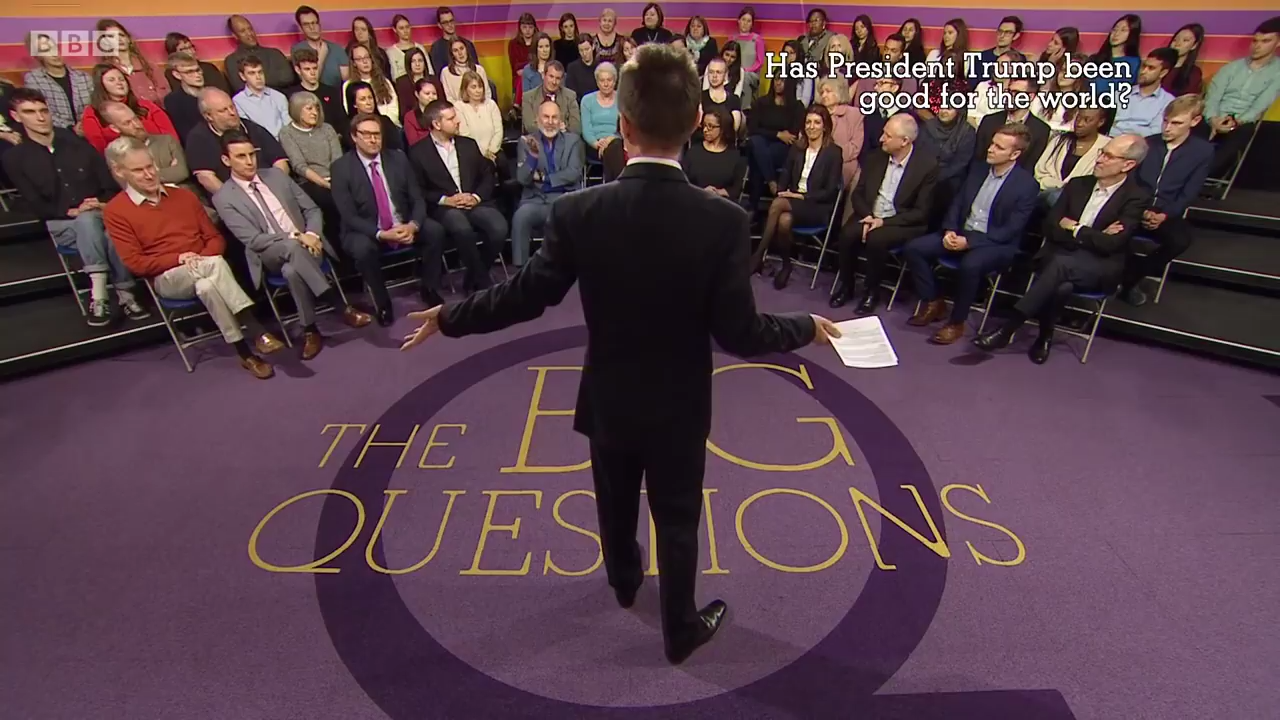 BBC
Has President Trump been
good for the world?
THE BIG
QUESTIONS